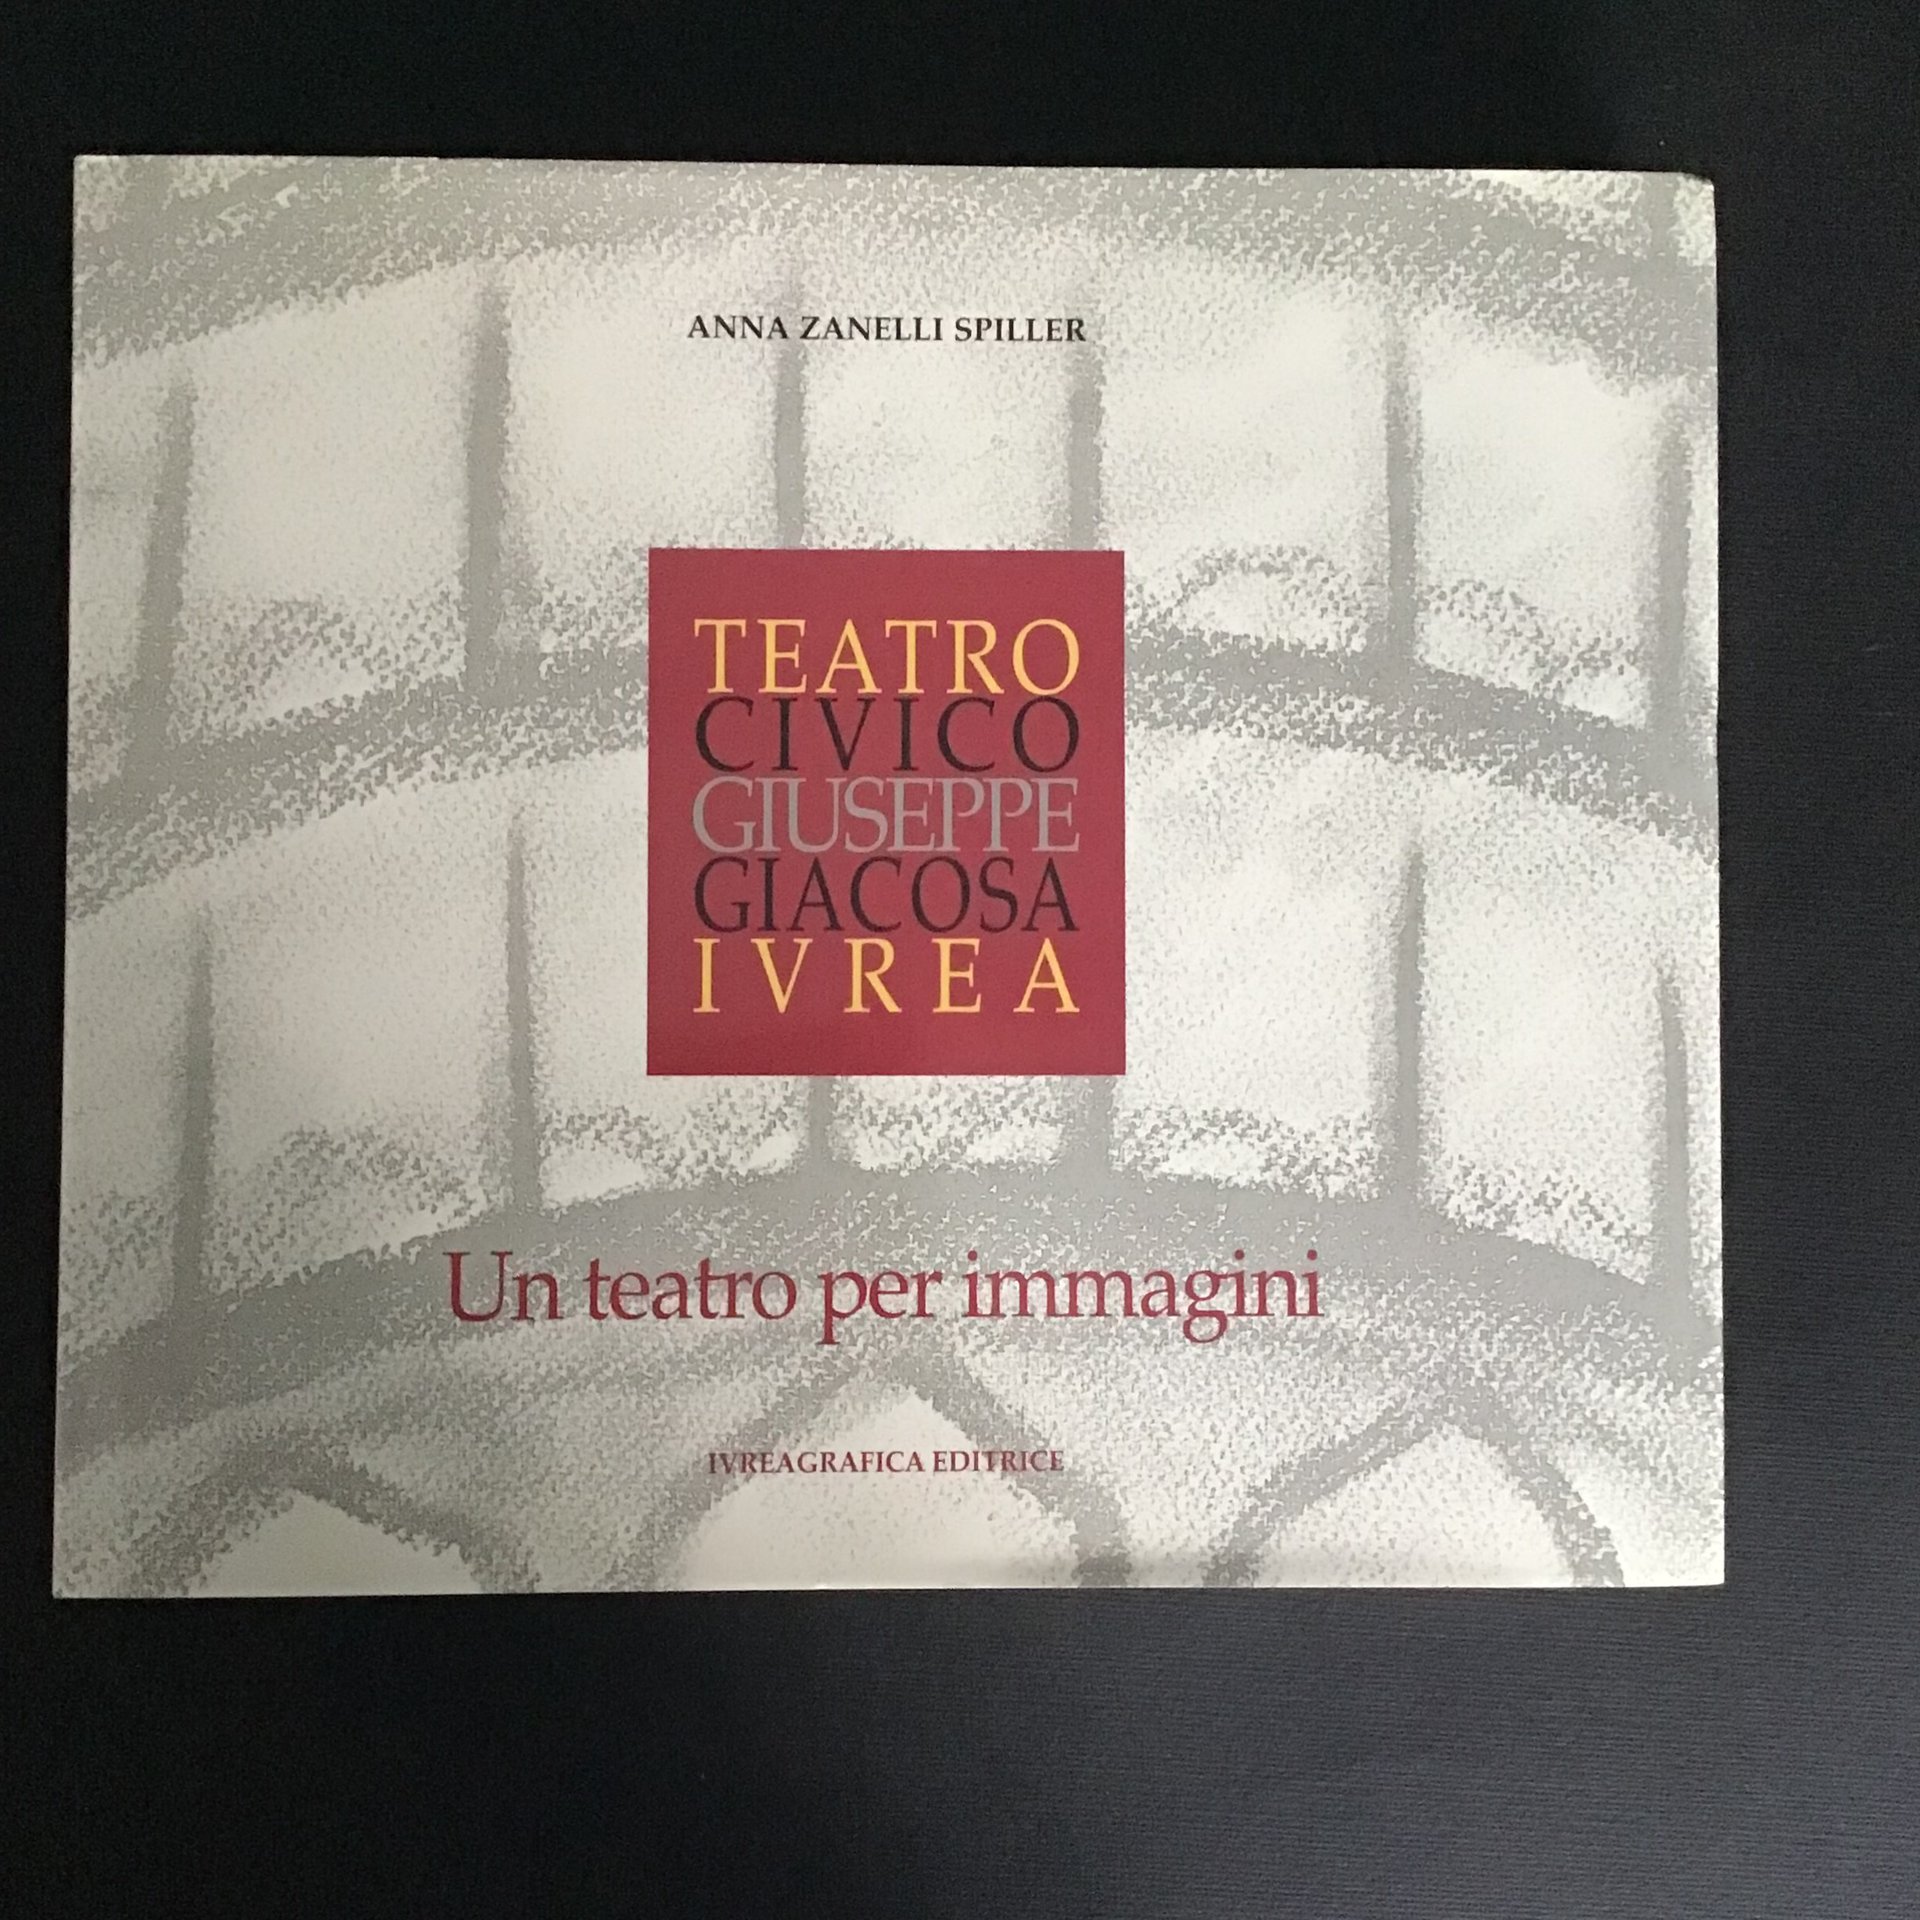 ANNA ZANELLI SPILLER
TEATRO
CIVICO
GIUSEPPE
GIACOSA
IVREA
Un teatro per immagini
IVREAGRAFICA EDITRICE